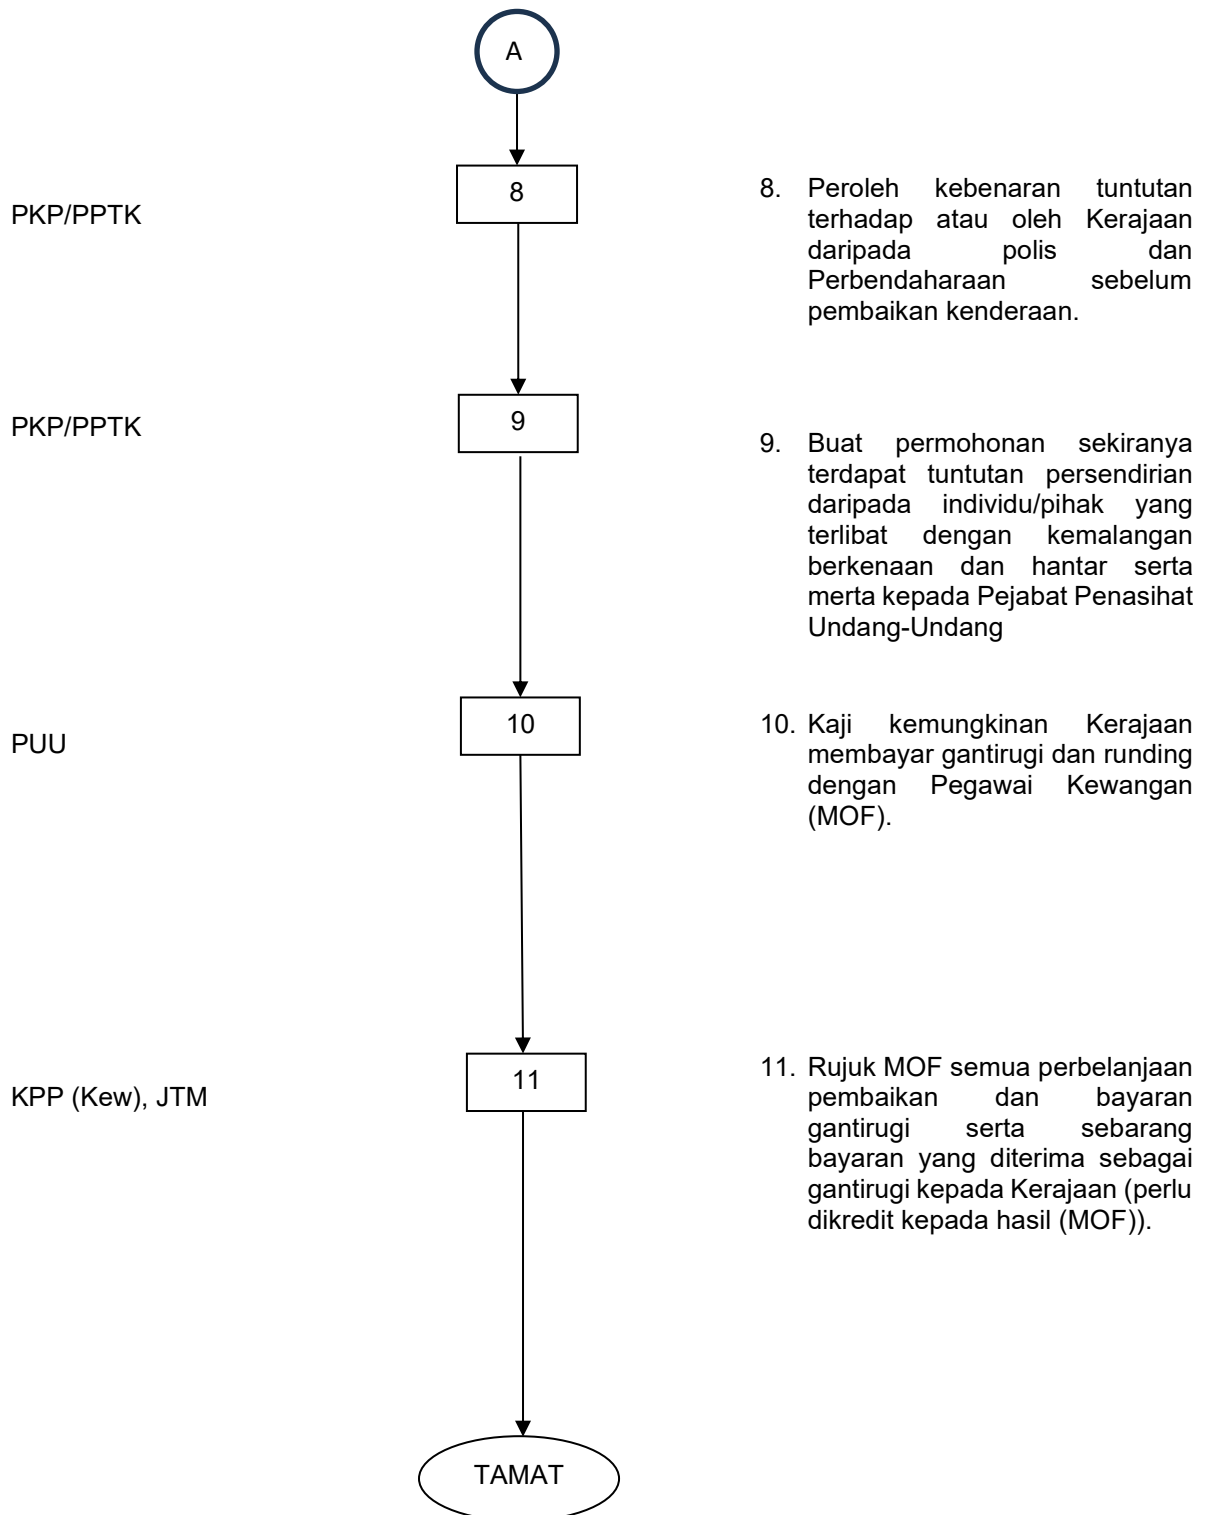 A
PKP/PPTK
8
8. Peroleh kebenaran tuntutan
terhadap atau oleh Kerajaan
daripada polis dan
Perbendaharaan sebelum
pembaikan kenderaan.
PKP/PPTK
9
9. Buat permohonan sekiranya
terdapat tuntutan persendirian
daripada individu/pihak yang
terlibat dengan kemalangan
berkenaan dan hantar serta
merta kepada Pejabat Penasihat
Undang-Undang
PUU
10
10. Kaji kemungkinan Kerajaan
membayar gantirugi dan runding
dengan Pegawai Kewangan
(MOF).
KPP (Kew), JTM
11
11. Rujuk MOF semua perbelanjaan
pembaikan dan bayaran
gantirugi serta sebarang
bayaran yang diterima sebagai
gantirugi kepada Kerajaan (perlu
dikredit kepada hasil (MOF)).
TAMAT